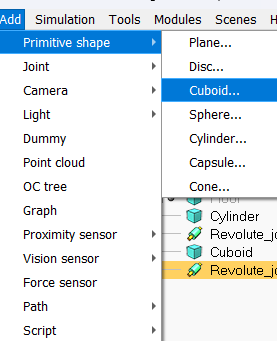 Add Simulation Tools Modules Scenes
Primitive shape
Joint
Camera
Light
Dummy
Point cloud
OC tree
Graph
Proximity sensor
Vision sensor
Force sensor
Path
Script
Plane...
Disc...
Cuboid...
Sphere...
Cylinder...
Capsule...
Cone...
Floor
Cylinder
Revolute_jo
Cuboid
Revolute_jo